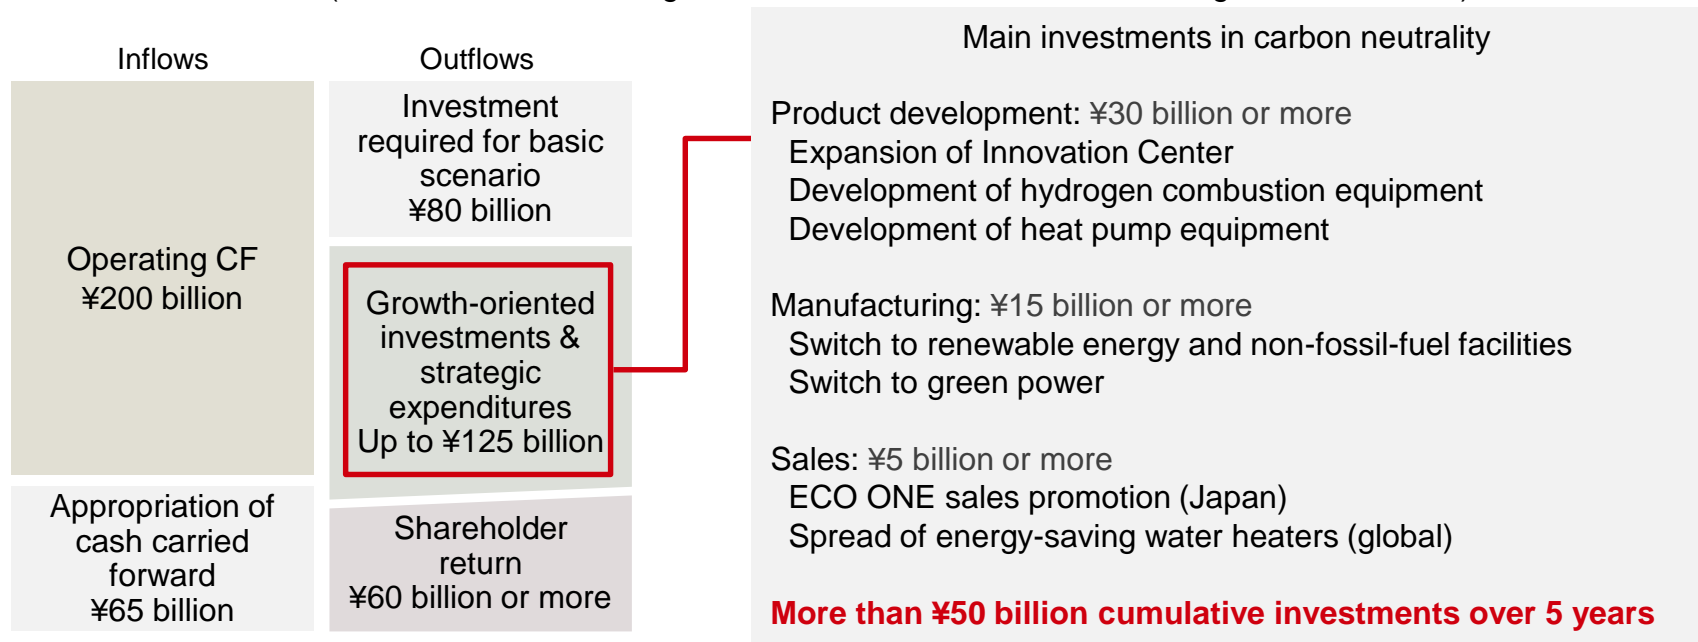 Inflows
Outflows
Operating CF
¥200 billion
Appropriation of
cash carried
forward
¥65 billion
Investment
required for basic
scenario
¥80 billion
Growth-oriented
investments &
strategic
expenditures
Up to ¥125 billion
Shareholder
return
¥60 billion or more
Main investments in carbon neutrality
Product development: ¥30 billion or more
Expansion of Innovation Center
Development of hydrogen combustion equipment
Development of heat pump equipment
Manufacturing: ¥15 billion or more
Switch to renewable energy and non-fossil-fuel facilities
Switch to green power
Sales: ¥5 billion or more
ECO ONE sales promotion (Japan)
Spread of energy-saving water heaters (global)
More than ¥50 billion cumulative investments over 5 years